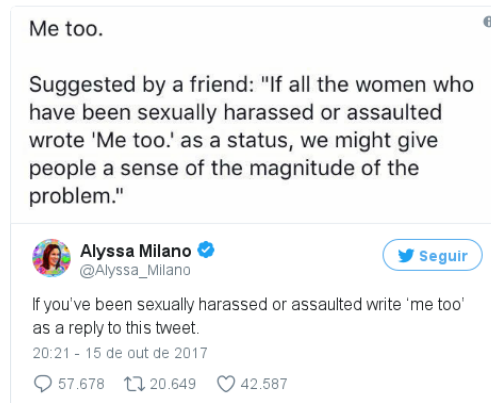 Me too.
Suggested by a friend: "If all the women who
have been sexually harassed or assaulted
wrote 'Me too.' as a status, we might give
people a sense of the magnitude of the
problem."
Alyssa Milano
@Alyssa_Milano
Seguir
If you've been sexually harassed or assaulted write 'me too'
as a reply to this tweet.
20:21 - 15 de out de 2017
57.678 20.649 42.587